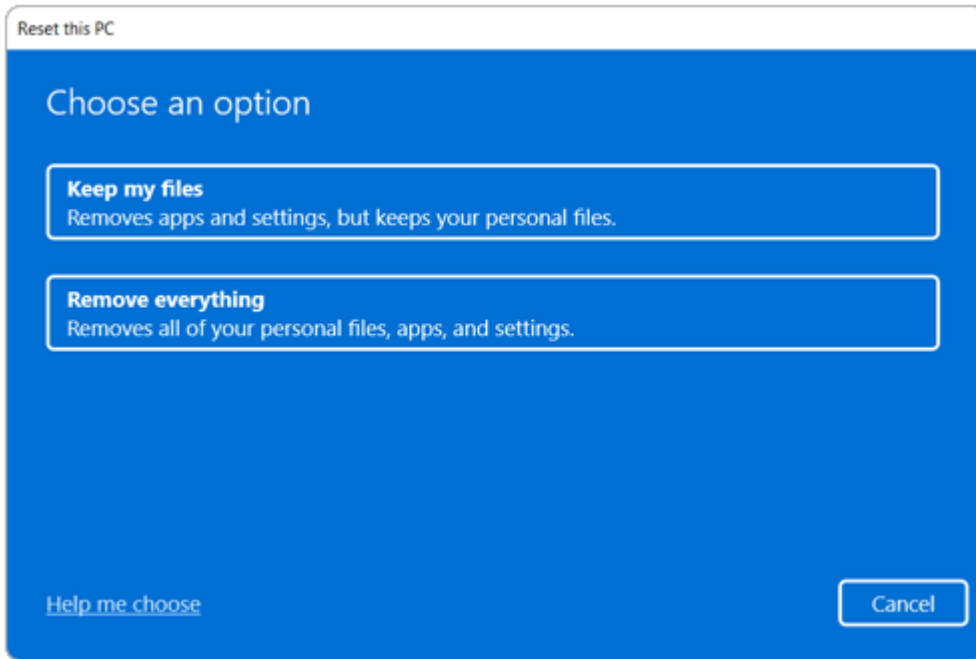 Reset this PC
Choose an option
Keep my files
Removes apps and settings, but keeps your personal files.
Remove everything
Removes all of your personal files, apps, and settings.
Help me choose
Cancel